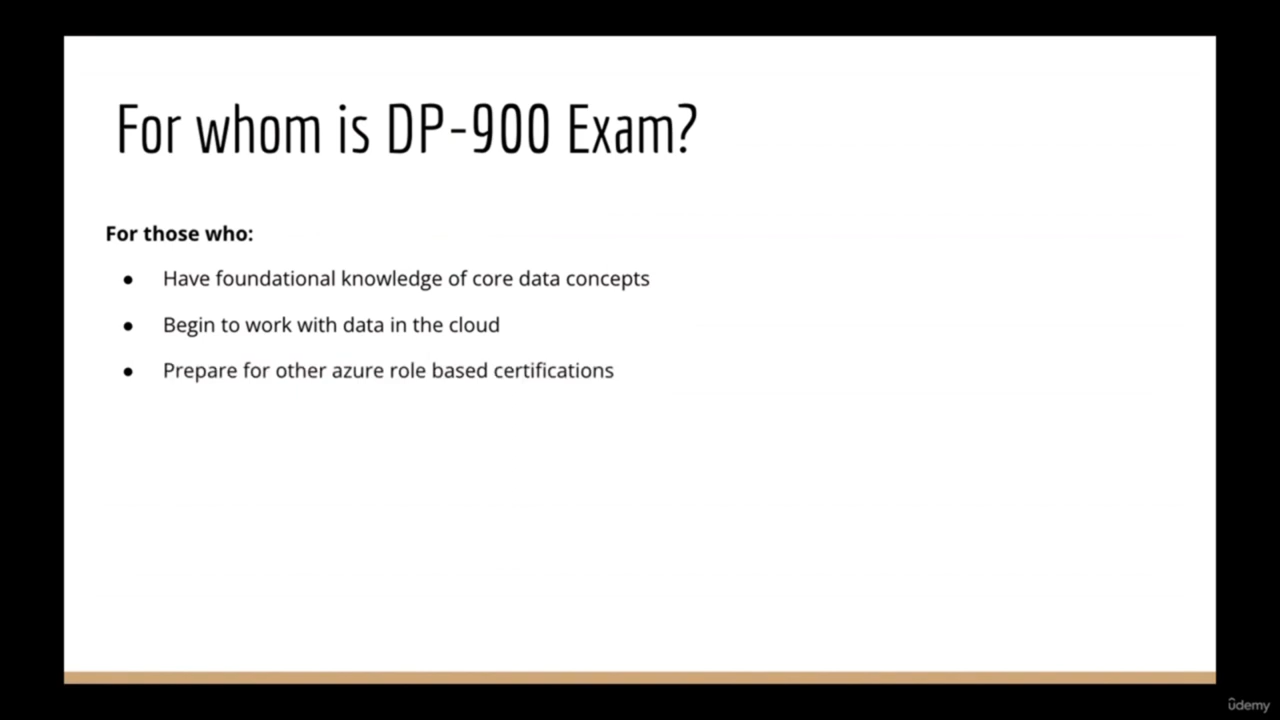 For whom is DP-900 Exam?
For those who:
● Have foundational knowledge of core data concepts
● Begin to work with data in the cloud
● Prepare for other azure role based certifications
ûdemy